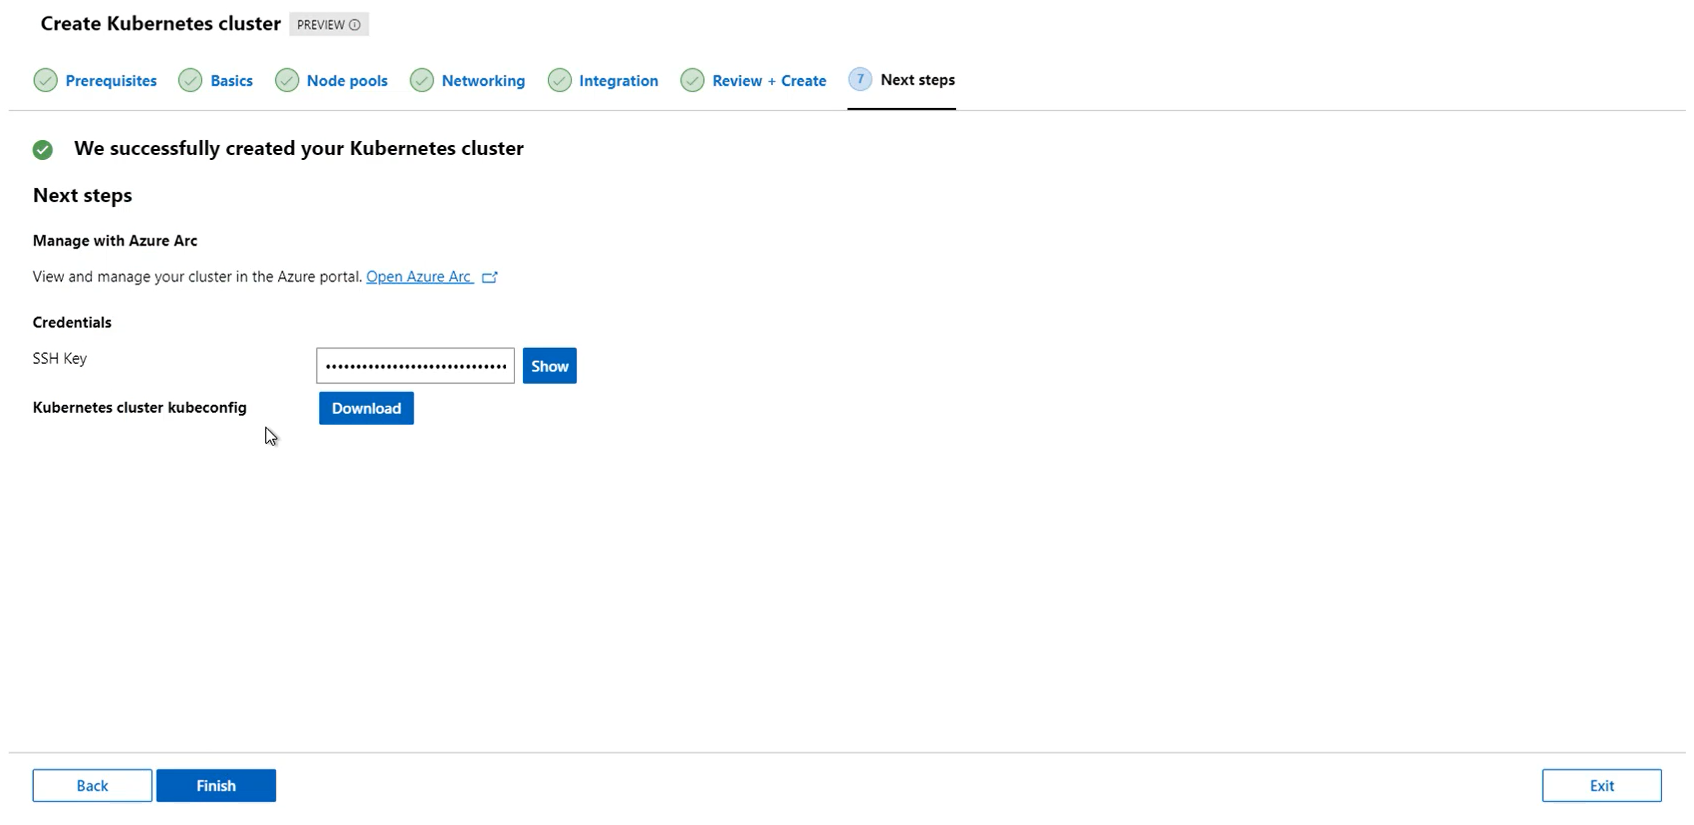 Create Kubernetes cluster PREVIEW
Prerequisites Basics Node pools Networking Integration Review + Create 7 Next steps
We successfully created your Kubernetes cluster
Next steps
Manage with Azure Arc
View and manage your cluster in the Azure portal. Open Azure Arc
Credentials
SSH Key •••••••••••••••••••••••••••••• Show
Kubernetes cluster kubeconfig Download
Back Finish Exit